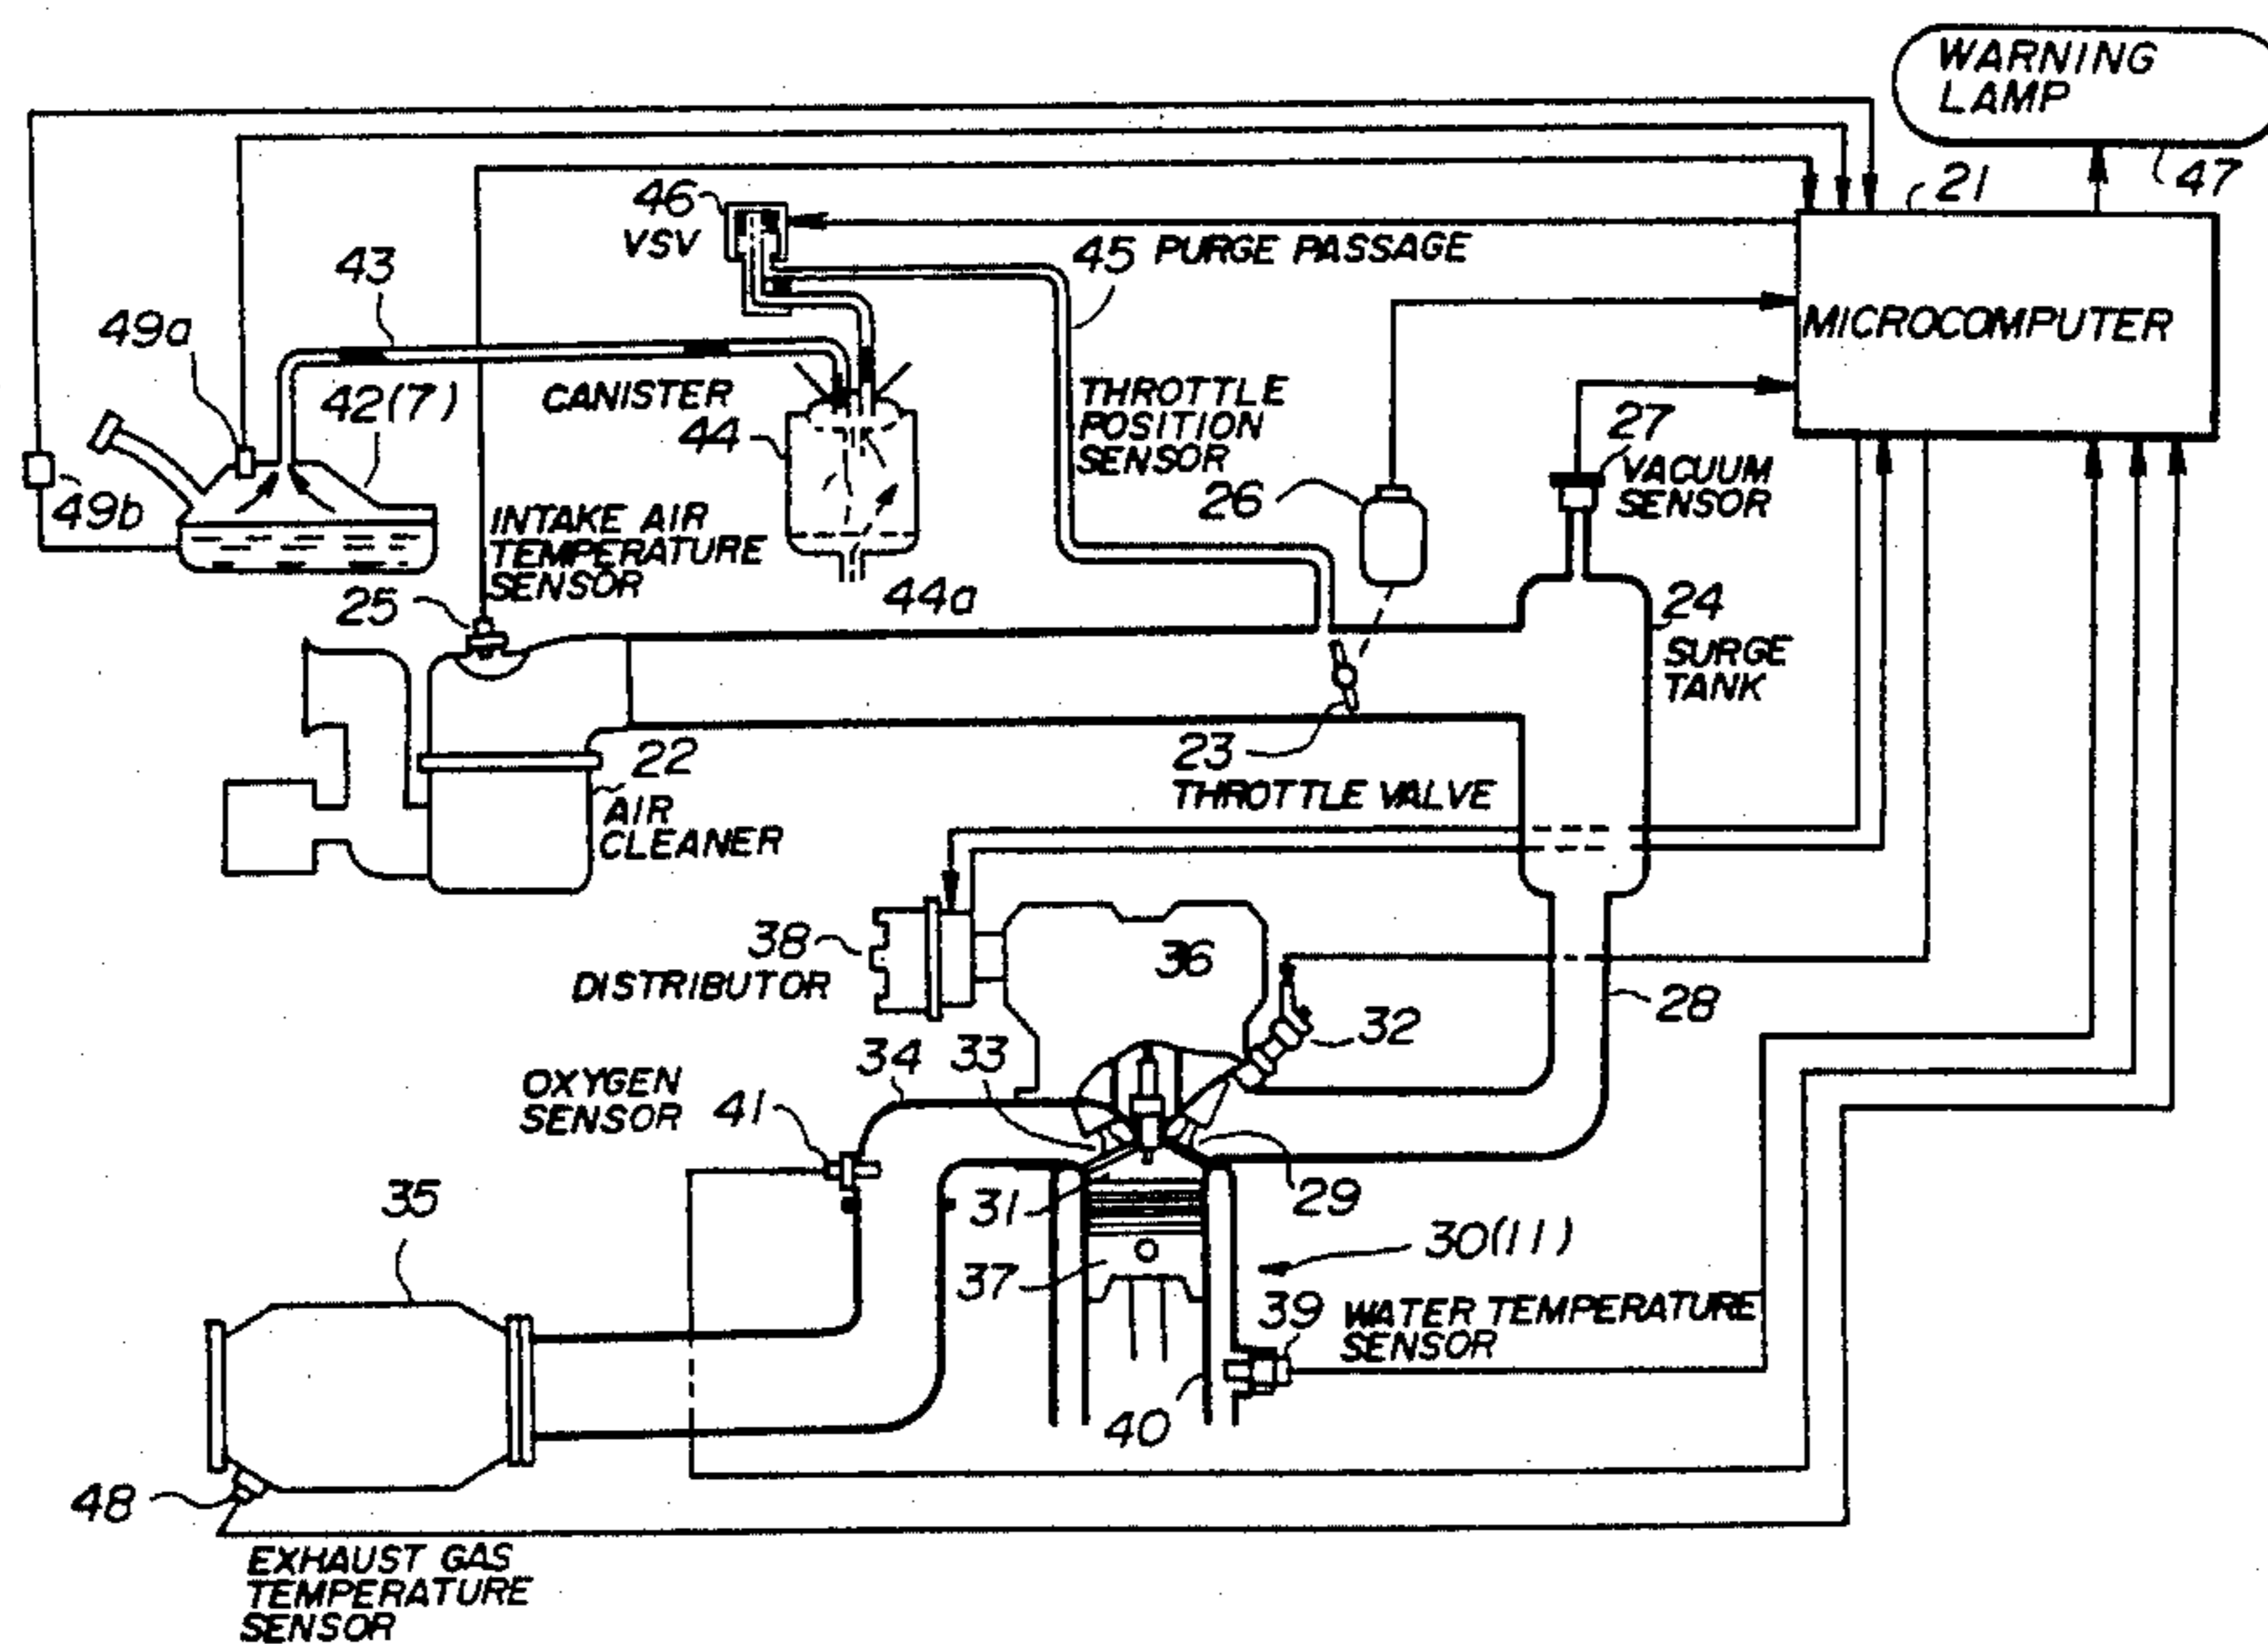 WARNING
LAMP
47
21
46
VSV
45 PURGE PASSAGE
43
MICROCOMPUTER
49a
42(7)
CANISTER
44
THROTTLE
POSITION
SENSOR
27
VACUUM
SENSOR
26
49b
INTAKE AIR
TEMPERATURE
SENSOR
25
44a
24
SURGE
TANK
23
THROTTLE VALVE
22
AIR
CLEANER
38
DISTRIBUTOR
36
28
32
34
33
OXYGEN
SENSOR
41
35
31
29
30(11)
37
39
WATER TEMPERATURE
SENSOR
40
48
EXHAUST GAS
TEMPERATURE
SENSOR